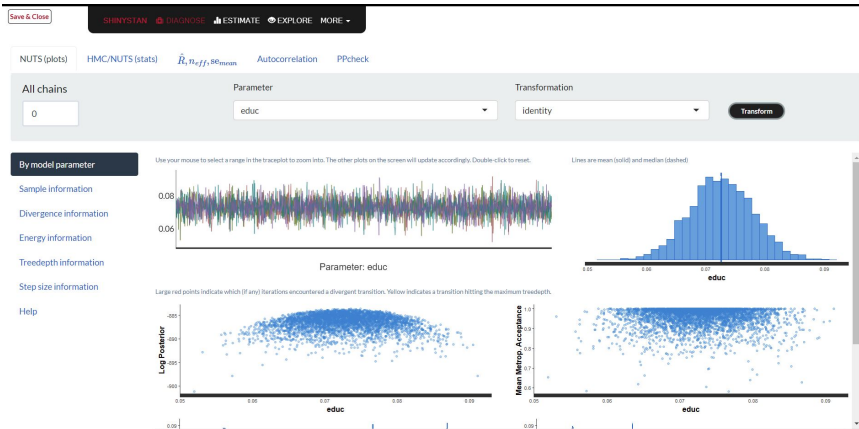 Save & Close
SHINYSTAN DIAGNOSE ESTIMATE EXPLORE MORE
NUTS (plots) HMC/NUTS (stats) R̂, n_eff, se_mean Autocorrelation PPcheck
All chains Parameter Transformation
0 educ identity Transform
By model parameter
Sample information
Divergence information
Energy information
Treedepth information
Step size information
Help
Use your mouse to select a range in the traceplot to zoom into. The other plots on the screen will update accordingly. Double-click to reset.
0.08
0.06
Parameter: educ
Lines are mean (solid) and median (dashed)
0.05 0.06 0.07 0.08 0.09
educ
Large red points indicate which (if any) iterations encountered a divergent transition. Yellow indicates a transition hitting the maximum treedepth.
Log Posterior
0.05 0.06 0.07 0.08 0.09
educ
Mean Metrop. Acceptance
1.0
0.9
0.8
0.7
0.6
0.05 0.06 0.07 0.08 0.09
educ
0.09
0.09